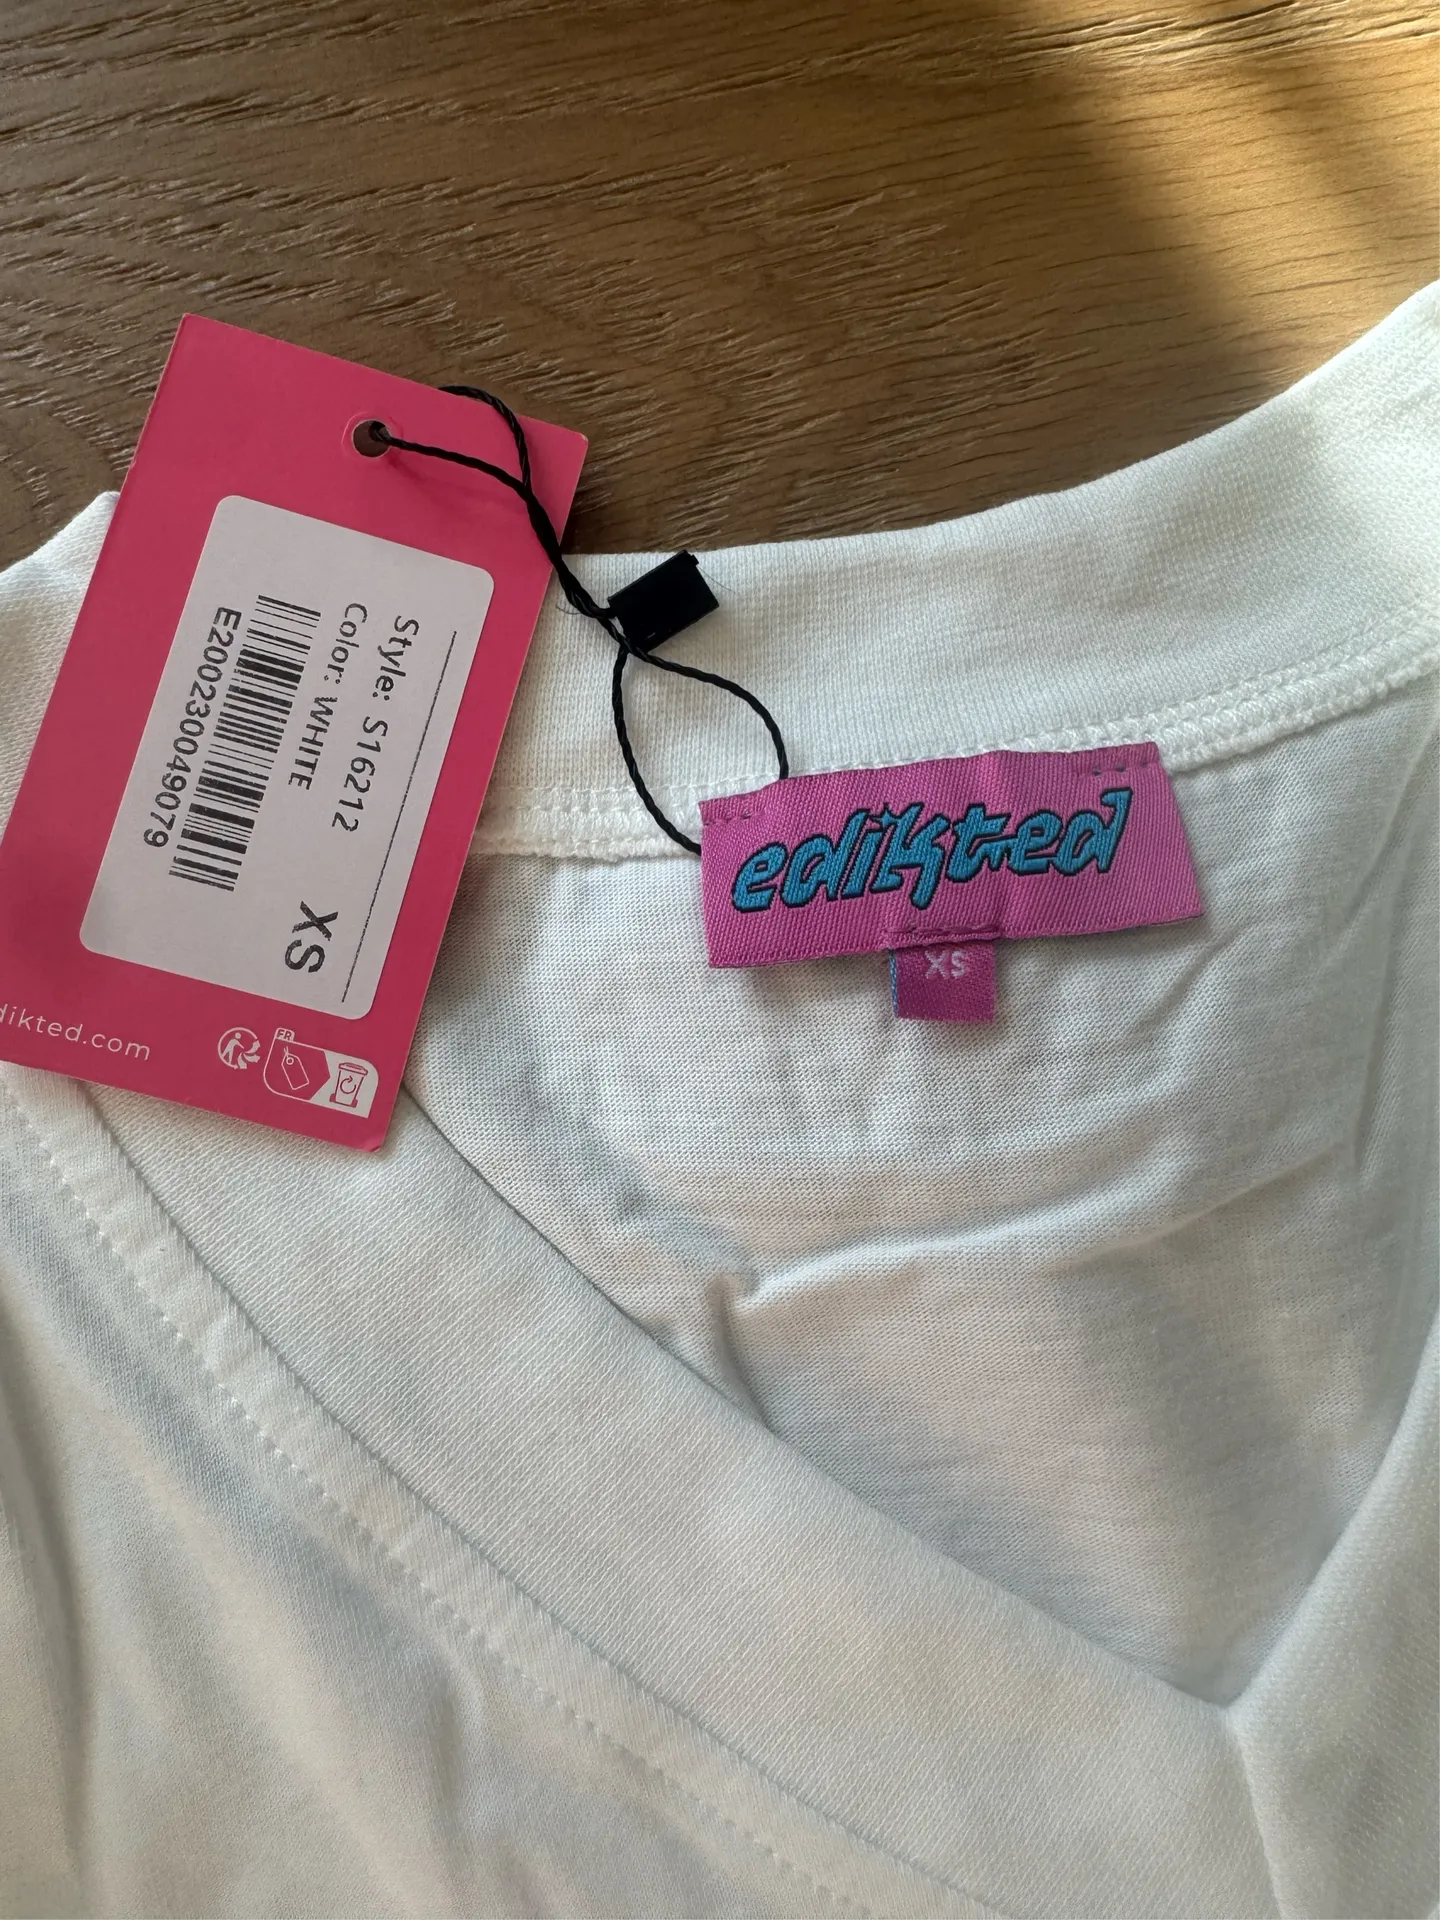 Style: S16212
Color: WHITE
E200230049079
XS
dikted.com
FR
edikted
XS